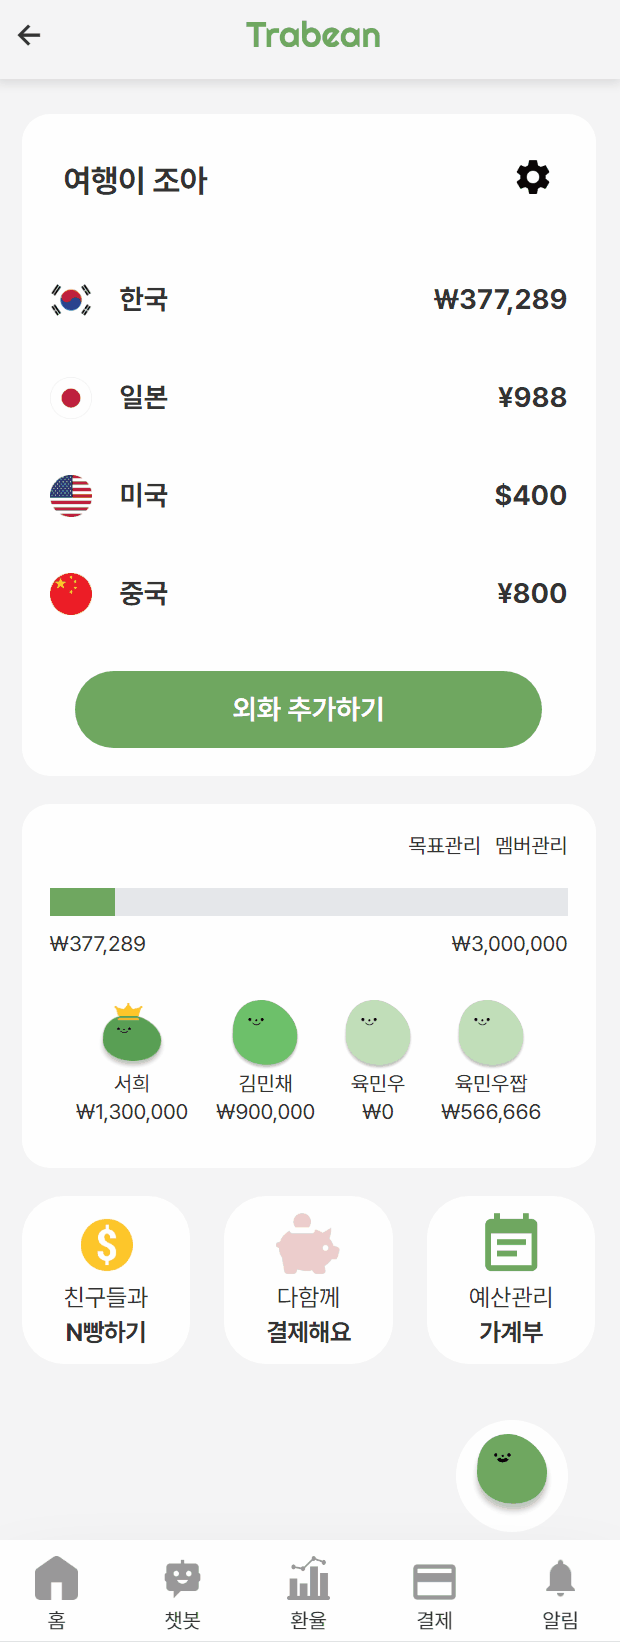 Trabean
여행이 조아
한국 ₩377,289
일본 ¥988
미국 $400
중국 ¥800
외화 추가하기
목표관리 멤버관리
₩377,289 ₩3,000,000
서희 김민채 육민우 육민우짭
₩1,300,000 ₩900,000 ₩0 ₩566,666
친구들과 다함께 예산관리
N빵하기 결제해요 가계부
홈 챗봇 환율 결제 알림